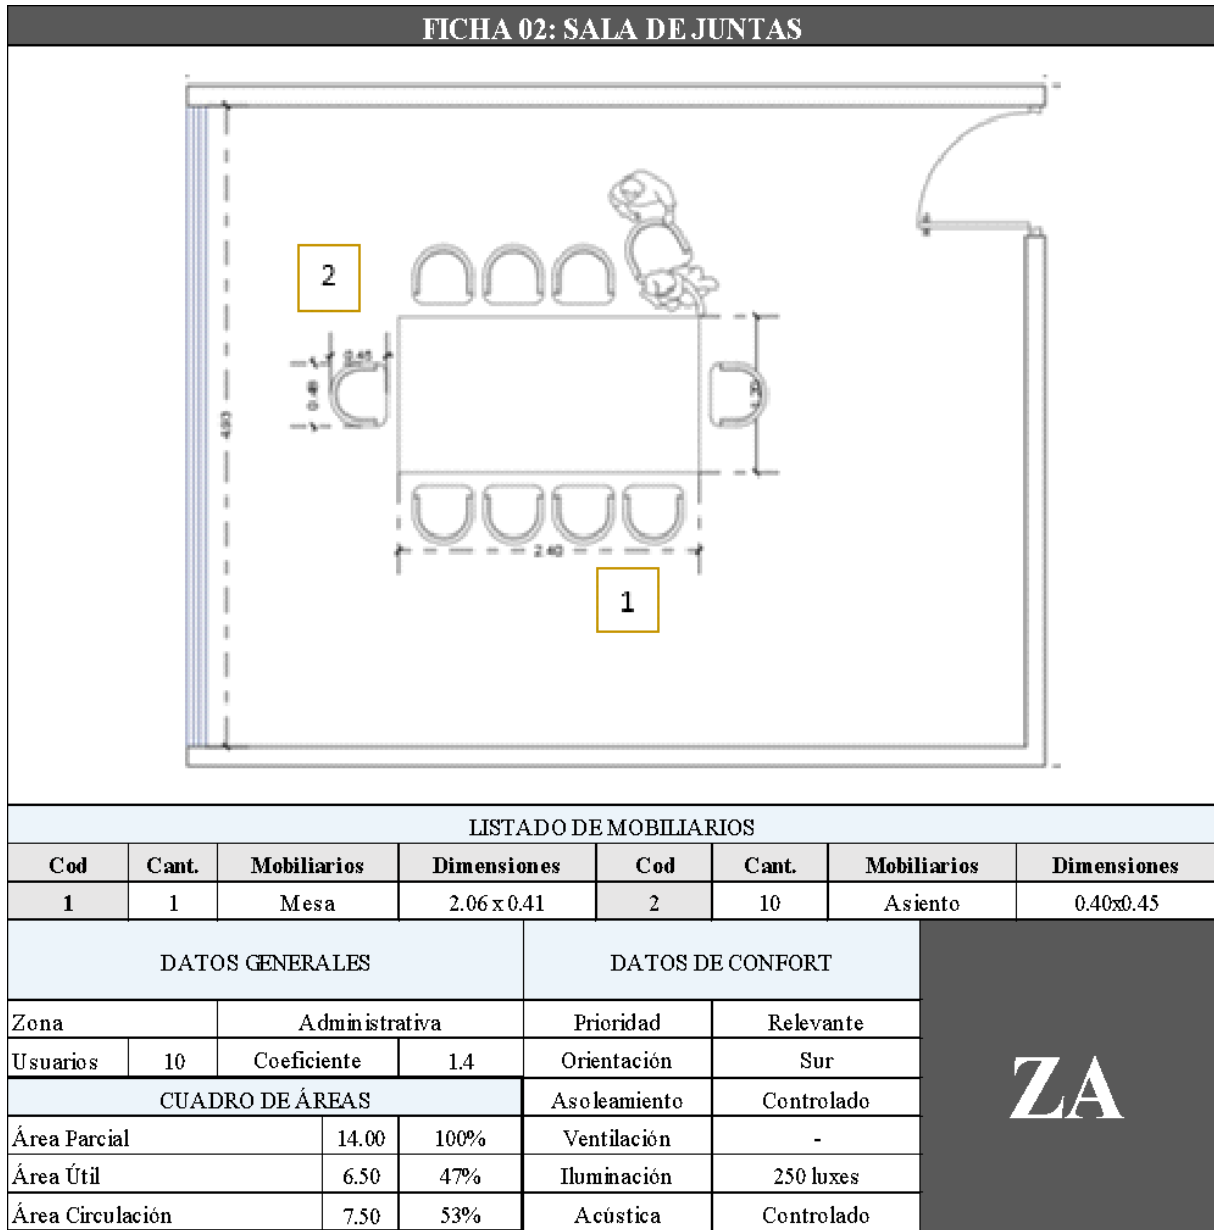 FICHA 02: SALA DE JUNTAS
2
0.45
0.48
4.93
2.40
1
LISTADO DE MOBILIARIOS
Cod Cant. Mobiliarios Dimensiones Cod Cant. Mobiliarios Dimensiones
1 1 Mesa 2.06 x 0.41 2 10 Asiento 0.40x0.45
DATOS GENERALES DATOS DE CONFORT
Zona Administrativa Prioridad Relevante
Usuarios 10 Coeficiente 1.4 Orientación Sur
CUADRO DE ÁREAS Asoleamiento Controlado
Área Parcial 14.00 100% Ventilación -
Área Útil 6.50 47% Iluminación 250 luxes
Área Circulación 7.50 53% Acústica Controlado
ZA